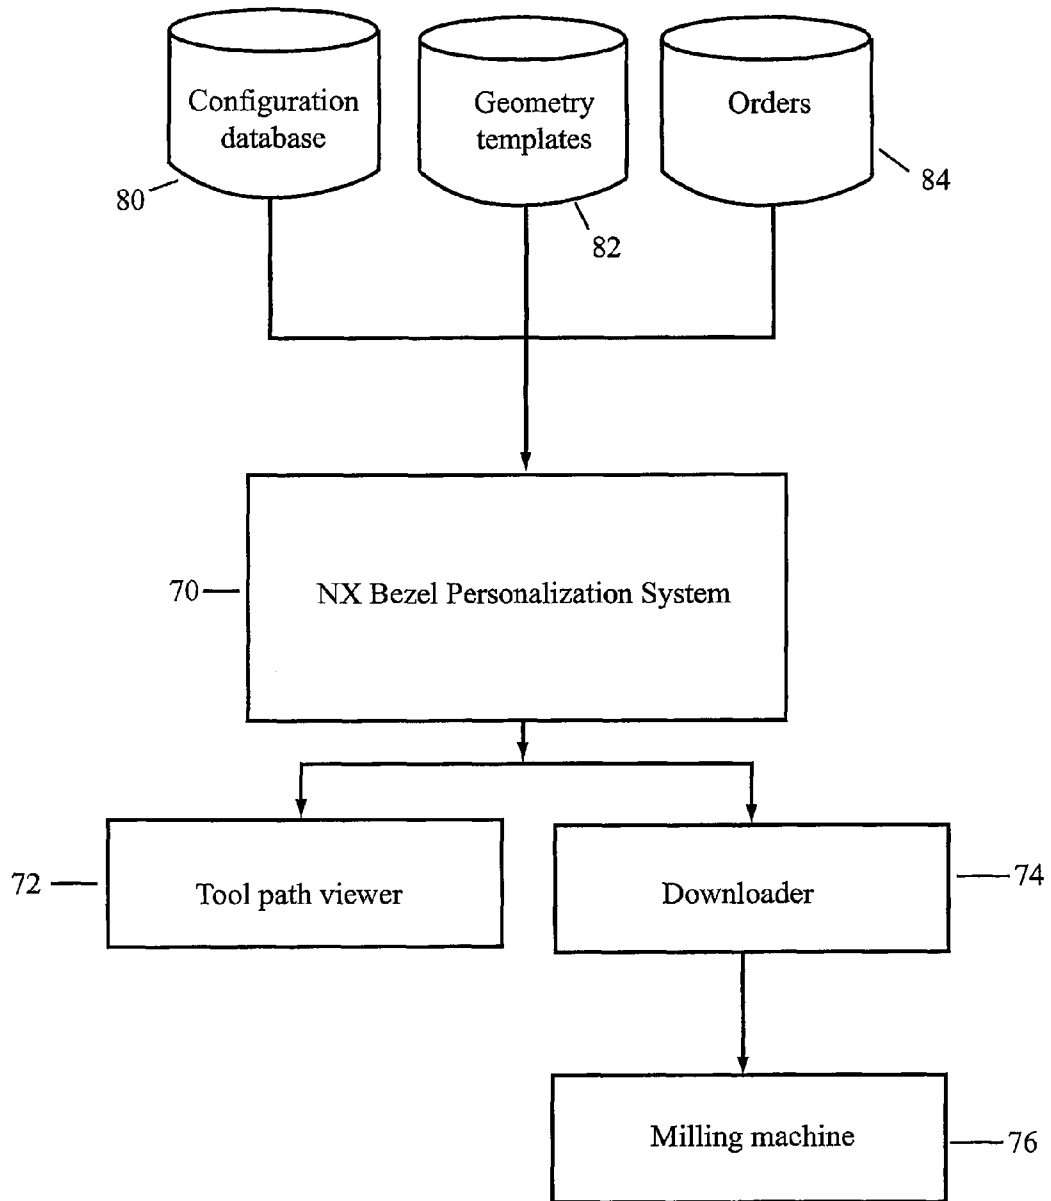 Configuration
database
Geometry
templates
Orders
80
82
84
70
NX Bezel Personalization System
72
Tool path viewer
Downloader
74
Milling machine
76